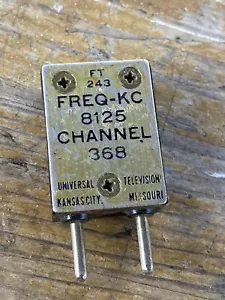 FT
243
FREQ-KC
8125
CHANNEL
368
UNIVERSAL TELEVISION
KANSAS CITY, MISSOURI